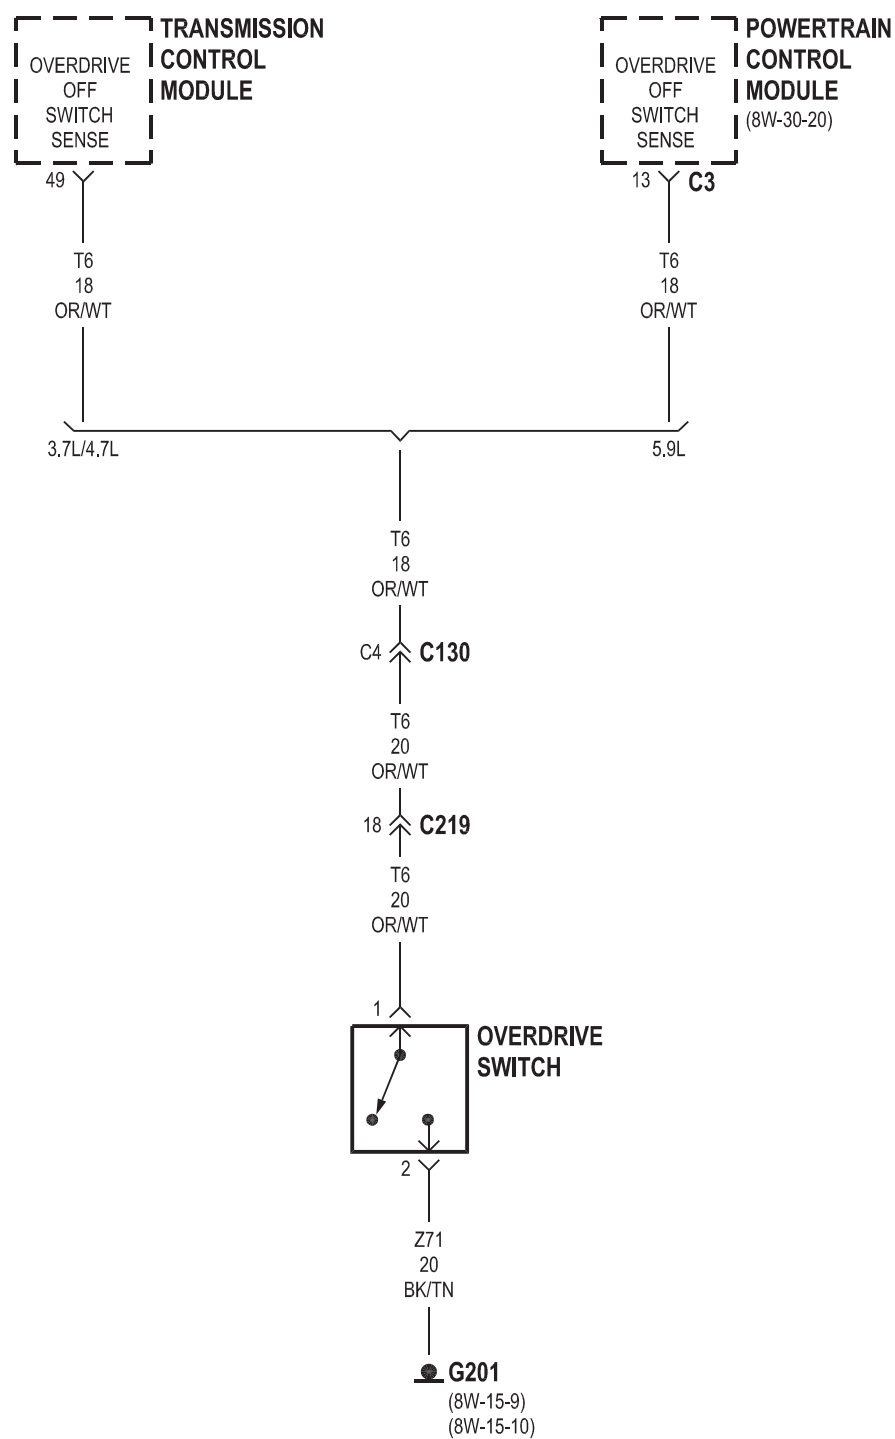 TRANSMISSION
CONTROL
MODULE
OVERDRIVE
OFF
SWITCH
SENSE
POWERTRAIN
CONTROL
MODULE
(8W-30-20)
OVERDRIVE
OFF
SWITCH
SENSE
49
13 C3
T6
18
OR/WT
T6
18
OR/WT
3.7L/4.7L
5.9L
T6
18
OR/WT
C4 C130
T6
20
OR/WT
18 C219
T6
20
OR/WT
1
OVERDRIVE
SWITCH
2
Z71
20
BK/TN
G201
(8W-15-9)
(8W-15-10)